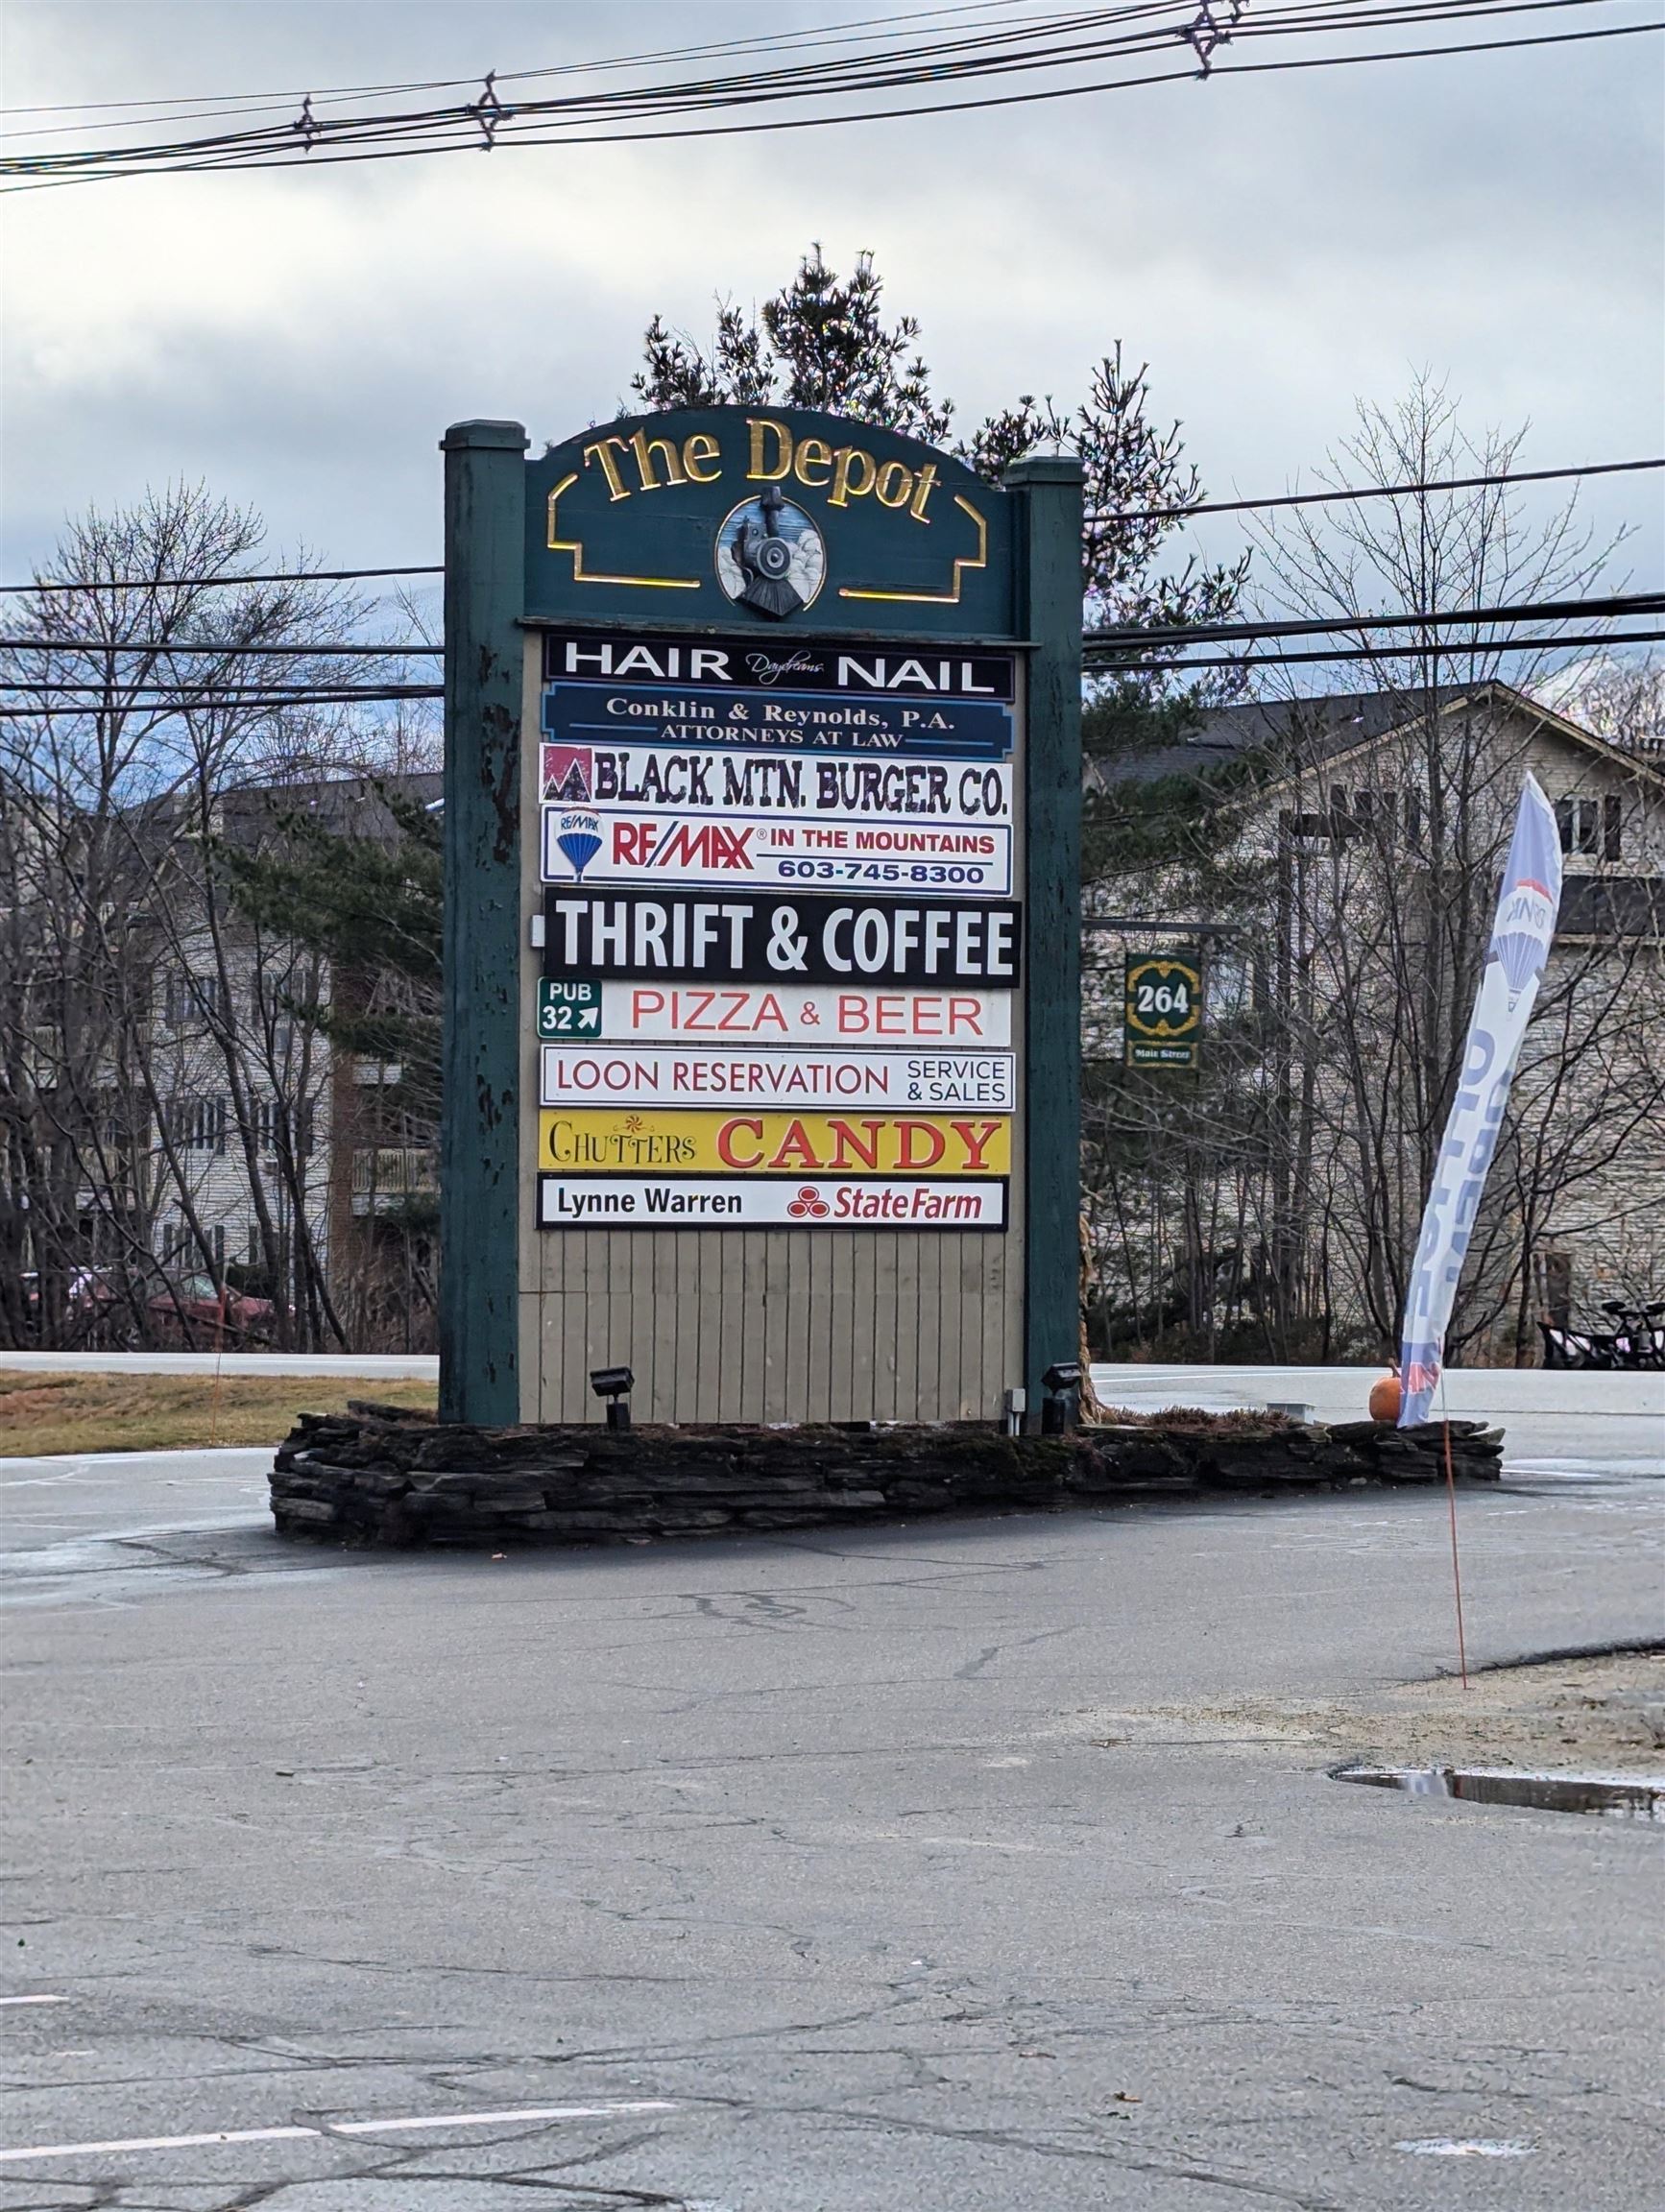 The Depot
HAIR Daydreams NAIL
Conklin & Reynolds, P.A.
ATTORNEYS AT LAW
BLACK MTN. BURGER CO.
RE/MAX RE/MAX® IN THE MOUNTAINS
603-745-8300
THRIFT & COFFEE
PUB
32
PIZZA & BEER
LOON RESERVATION SERVICE
& SALES
CHUTTERS CANDY
Lynne Warren State Farm
264
Main Street